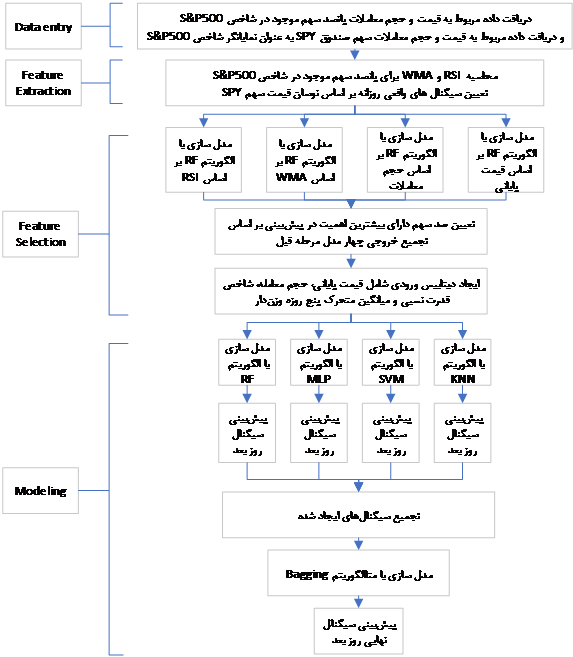 Data entry
دریافت داده مربوط به قیمت و حجم معاملات پانصد سهم موجود در شاخص S&P500
و دریافت داده مربوط به قیمت و حجم معاملات سهم صندوق SPY به عنوان نمایانگر شاخص S&P500
Feature
Extraction
محاسبه RSI و WMA برای پانصد سهم موجود در شاخص S&P500
تعیین سیگنال های واقعی روزانه بر اساس نوسان قیمت سهم SPY
Feature
Selection
مدل سازی با
الگوریتم RF بر
اساس قیمت
پایانی
مدل سازی با
الگوریتم RF بر
اساس حجم
معاملات
مدل سازی با
الگوریتم RF بر
اساس WMA
مدل سازی با
الگوریتم RF بر
اساس RSI
تعیین صد سهم دارای بیشترین اهمیت در پیش‌بینی بر اساس
تجمیع خروجی چهار مدل مرحله قبل
ایجاد دیتابیس ورودی شامل قیمت پایانی، حجم معامله، شاخص
قدرت نسبی و میانگین متحرک پنج روزه وزن‌دار
Modeling
مدل سازی
با الگوریتم
KNN
مدل سازی
با الگوریتم
SVM
مدل سازی
با الگوریتم
MLP
مدل سازی
با الگوریتم
RF
پیش‌بینی
سیگنال
روز بعد
پیش‌بینی
سیگنال
روز بعد
پیش‌بینی
سیگنال
روز بعد
پیش‌بینی
سیگنال
روز بعد
تجمیع سیگنال‌های ایجاد شده
مدل سازی با متاالگوریتم Bagging
پیش‌بینی سیگنال
نهایی روز بعد